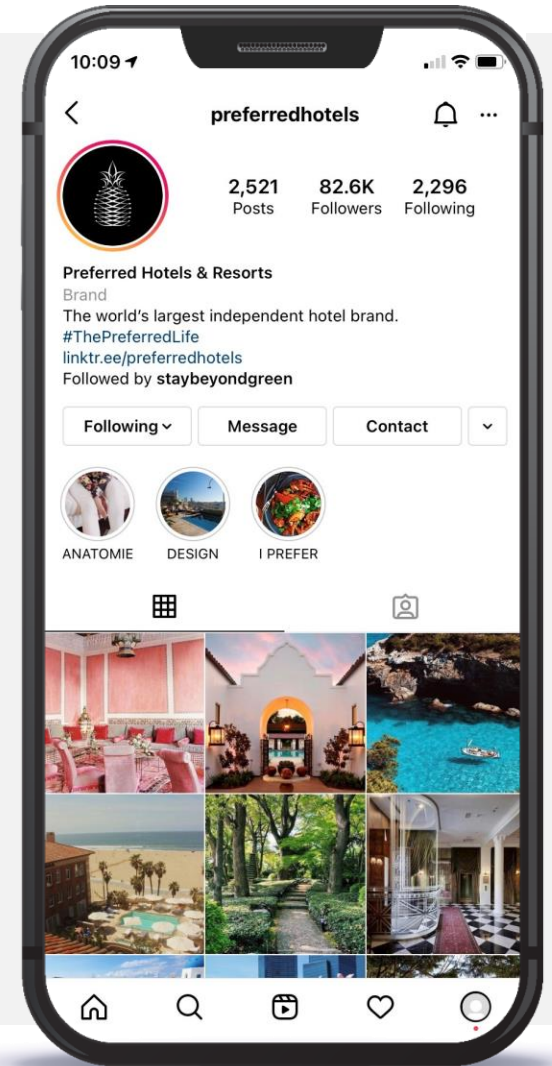 10:09
preferredhotels
2,521 82.6K 2,296
Posts Followers Following
Preferred Hotels & Resorts
Brand
The world's largest independent hotel brand.
#ThePreferredLife
linktr.ee/preferredhotels
Followed by staybeyondgreen
Following Message Contact
ANATOMIE DESIGN I PREFER